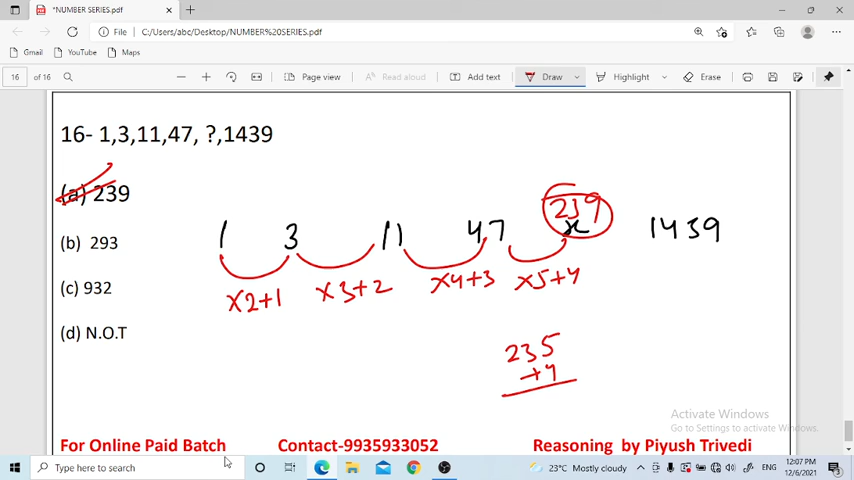 *NUMBER SERIES.pdf
File C:/Users/abc/Desktop/NUMBER%20SERIES.pdf
Gmail YouTube Maps
16 of 16 Page view Read aloud Add text Draw Highlight Erase
16- 1,3,11,47, ?,1439
(a) 239
239
1 3 11 47 x 1439
(b) 293
x2+1 x3+2 x4+3 x5+4
(c) 932
(d) N.O.T
235
+4
Activate Windows
Go to Settings to activate Windows.
For Online Paid Batch Contact-9935933052 Reasoning by Piyush Trivedi
Type here to search 23°C Mostly cloudy ENG 12:07 PM
12/6/2021
3